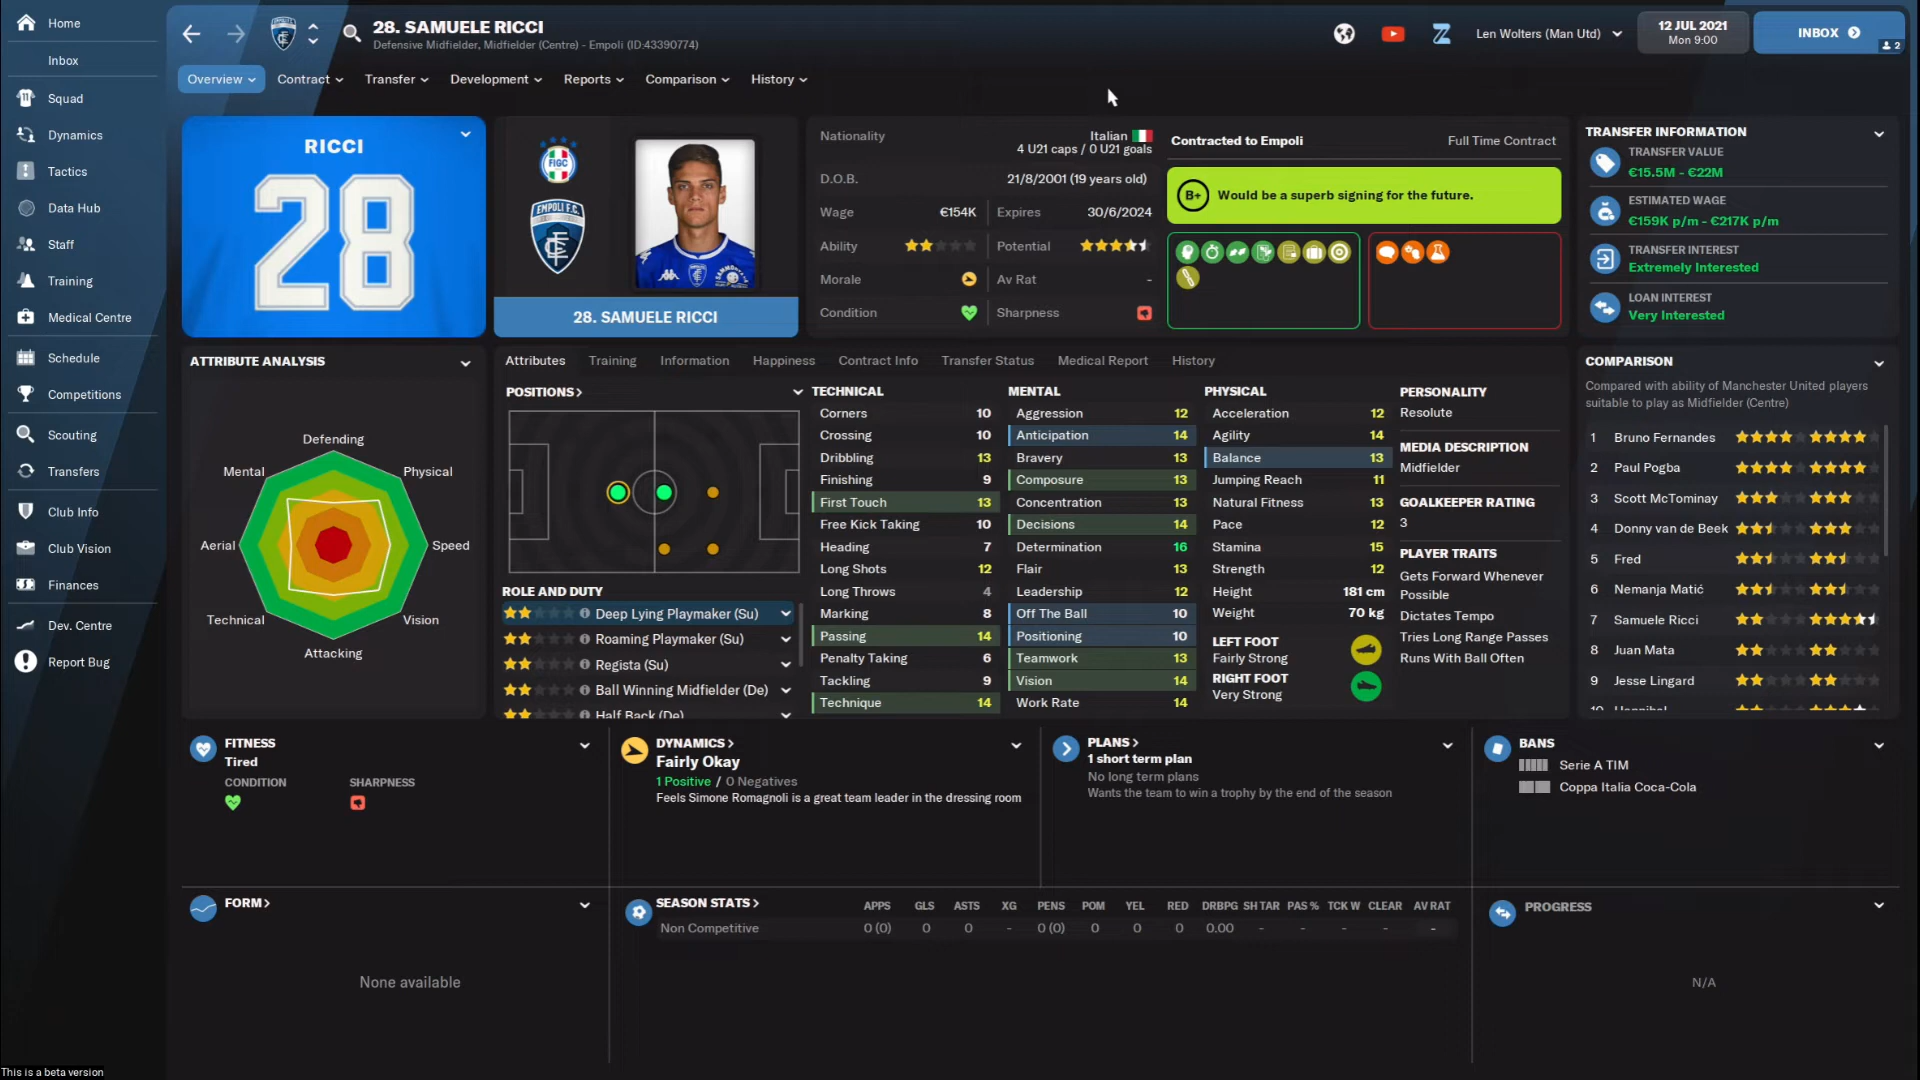 Home
Inbox
Squad
Dynamics
Tactics
Data Hub
Staff
Training
Medical Centre
Schedule
Competitions
Scouting
Transfers
Club Info
Club Vision
Finances
Dev. Centre
Report Bug
28. SAMUELE RICCI
Defensive Midfielder, Midfielder (Centre) - Empoli (ID:43390774)
Len Wolters (Man Utd)
12 JUL 2021
Mon 9:00
INBOX
2
Overview Contract Transfer Development Reports Comparison History
RICCI
28
FIGC
EMPOLI F.C.
28. SAMUELE RICCI
Nationality Italian
4 U21 caps / 0 U21 goals
D.O.B. 21/8/2001 (19 years old)
Wage €154K Expires 30/6/2024
Ability Potential
Morale Av Rat -
Condition Sharpness
Contracted to Empoli Full Time Contract
B+ Would be a superb signing for the future.
TRANSFER INFORMATION
TRANSFER VALUE
€15.5M - €22M
ESTIMATED WAGE
€159K p/m - €217K p/m
TRANSFER INTEREST
Extremely Interested
LOAN INTEREST
Very Interested
ATTRIBUTE ANALYSIS
Defending
Mental Physical
Aerial Speed
Technical Vision
Attacking
Attributes Training Information Happiness Contract Info Transfer Status Medical Report History
POSITIONS>
ROLE AND DUTY
Deep Lying Playmaker (Su)
Roaming Playmaker (Su)
Regista (Su)
Ball Winning Midfielder (De)
Half Back (De)
TECHNICAL
Corners 10
Crossing 10
Dribbling 13
Finishing 9
First Touch 13
Free Kick Taking 10
Heading 7
Long Shots 12
Long Throws 4
Marking 8
Passing 14
Penalty Taking 6
Tackling 9
Technique 14
MENTAL
Aggression 12
Anticipation 14
Bravery 13
Composure 13
Concentration 13
Decisions 14
Determination 16
Flair 13
Leadership 12
Off The Ball 10
Positioning 10
Teamwork 13
Vision 14
Work Rate 14
PHYSICAL
Acceleration 12
Agility 14
Balance 13
Jumping Reach 11
Natural Fitness 13
Pace 12
Stamina 15
Strength 12
Height 181 cm
Weight 70 kg
LEFT FOOT
Fairly Strong
RIGHT FOOT
Very Strong
PERSONALITY
Resolute
MEDIA DESCRIPTION
Midfielder
GOALKEEPER RATING
3
PLAYER TRAITS
Gets Forward Whenever
Possible
Dictates Tempo
Tries Long Range Passes
Runs With Ball Often
COMPARISON
Compared with ability of Manchester United players
suitable to play as Midfielder (Centre)
1 Bruno Fernandes
2 Paul Pogba
3 Scott McTominay
4 Donny van de Beek
5 Fred
6 Nemanja Matić
7 Samuele Ricci
8 Juan Mata
9 Jesse Lingard
10 Hannibal
FITNESS
Tired
CONDITION SHARPNESS
DYNAMICS>
Fairly Okay
1 Positive / 0 Negatives
Feels Simone Romagnoli is a great team leader in the dressing room
PLANS>
1 short term plan
No long term plans
Wants the team to win a trophy by the end of the season
BANS
Serie A TIM
Coppa Italia Coca-Cola
FORM>
None available
SEASON STATS> APPS GLS ASTS XG PENS POM YEL RED DRBPG SH TAR PAS % TCK W CLEAR AV RAT
Non Competitive 0 (0) 0 0 - 0 (0) 0 0 0 0.00 - - - - -
PROGRESS
N/A
This is a beta version